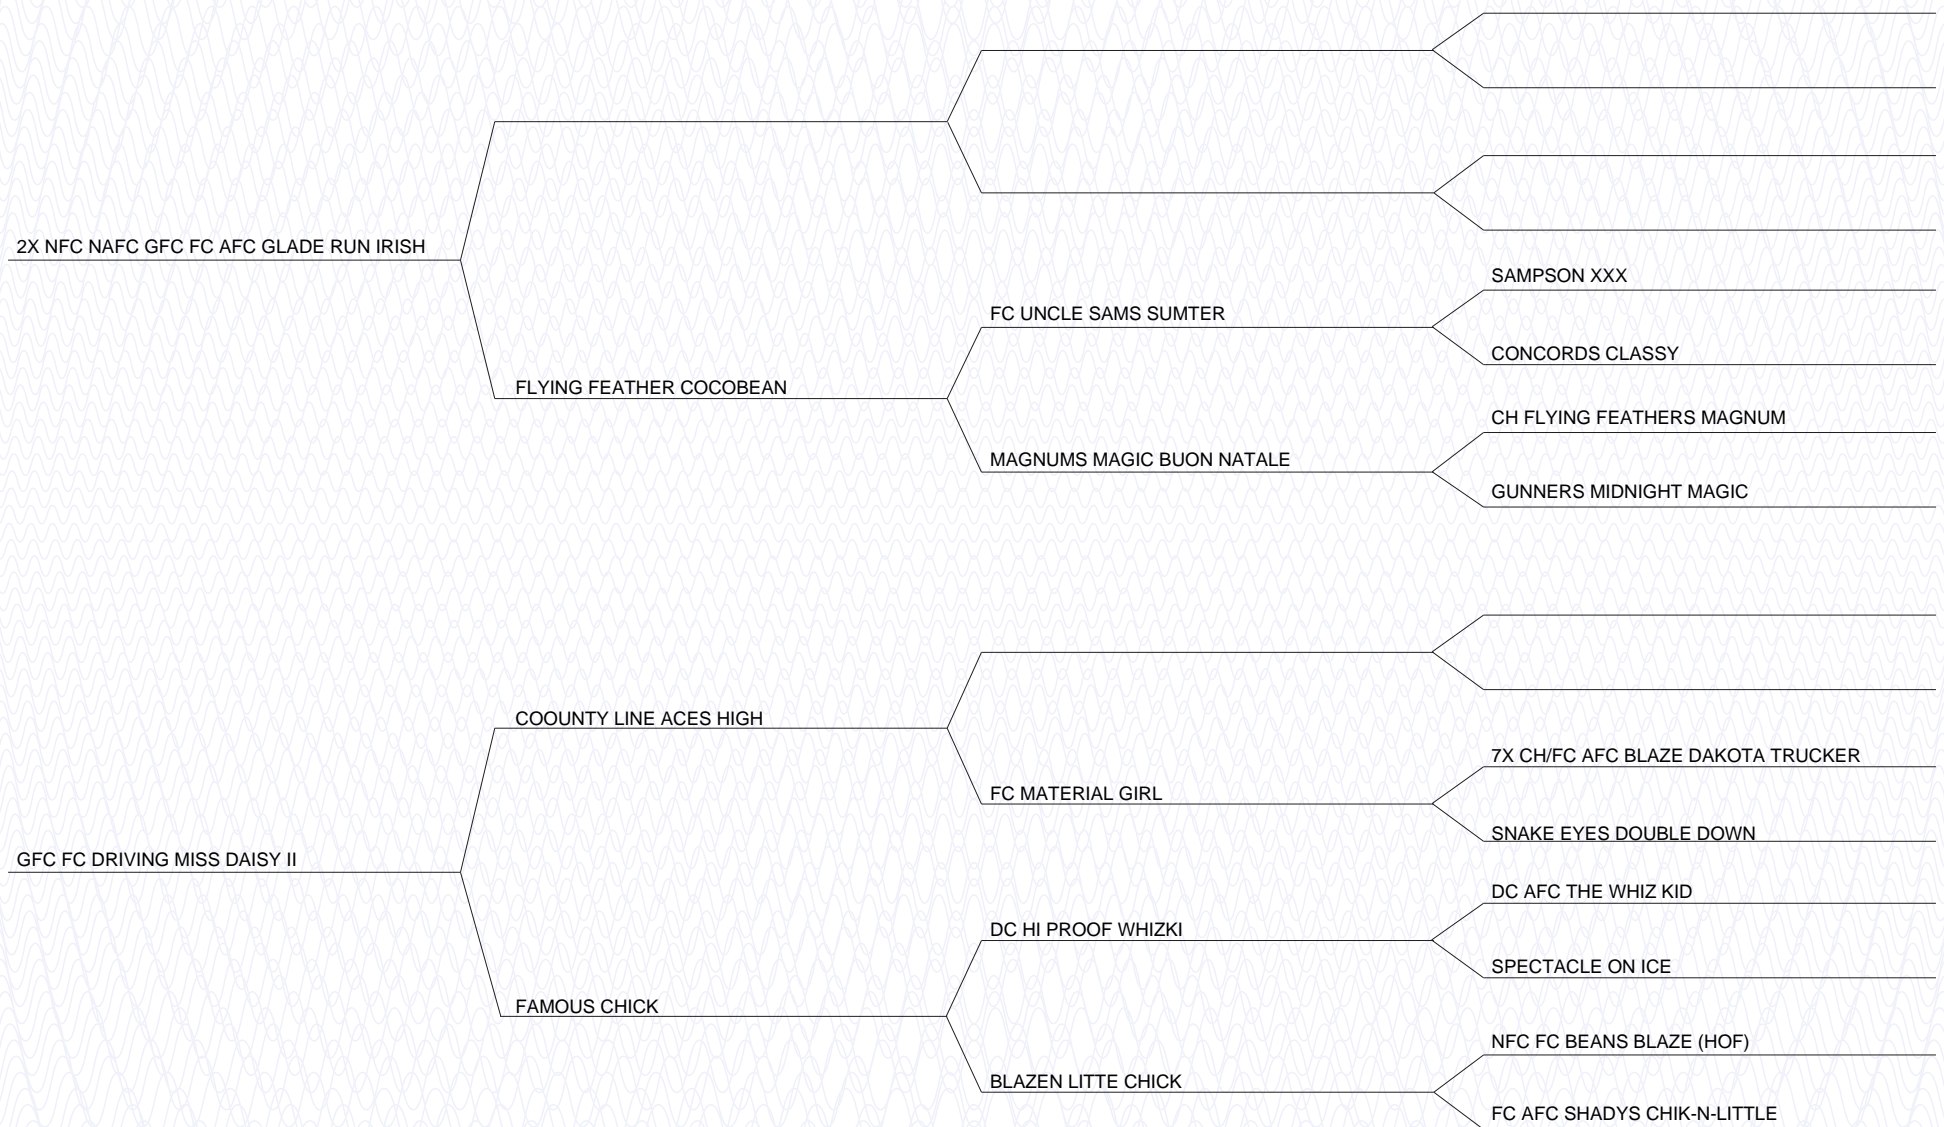 2X NFC NAFC GFC FC AFC GLADE RUN IRISH
SAMPSON XXX
FC UNCLE SAMS SUMTER
CONCORDS CLASSY
FLYING FEATHER COCOBEAN
CH FLYING FEATHERS MAGNUM
MAGNUMS MAGIC BUON NATALE
GUNNERS MIDNIGHT MAGIC
COOUNTY LINE ACES HIGH
7X CH/FC AFC BLAZE DAKOTA TRUCKER
FC MATERIAL GIRL
SNAKE EYES DOUBLE DOWN
GFC FC DRIVING MISS DAISY II
DC AFC THE WHIZ KID
DC HI PROOF WHIZKI
SPECTACLE ON ICE
FAMOUS CHICK
NFC FC BEANS BLAZE (HOF)
BLAZEN LITTE CHICK
FC AFC SHADYS CHIK-N-LITTLE